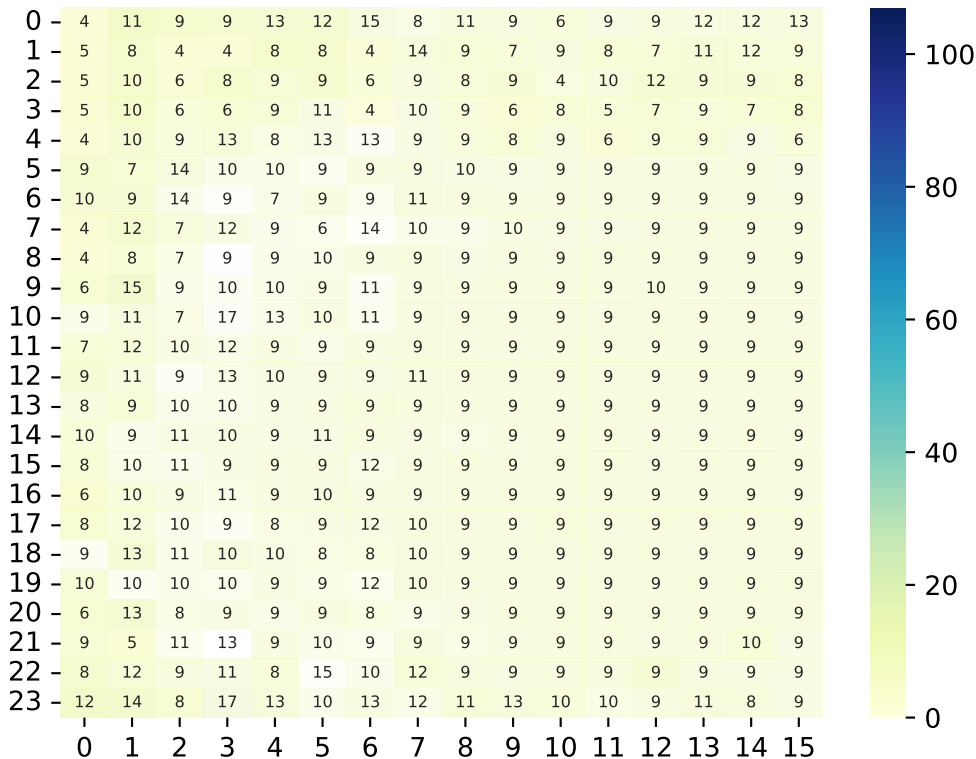 0 4 11 9 9 13 12 15 8 11 9 6 9 9 12 12 13
1 5 8 4 4 8 8 4 14 9 7 9 8 7 11 12 9
2 5 10 6 8 9 9 6 9 8 9 4 10 12 9 9 8
3 5 10 6 6 9 11 4 10 9 6 8 5 7 9 7 8
4 4 10 9 13 8 13 13 9 9 8 9 6 9 9 9 6
5 9 7 14 10 10 9 9 9 10 9 9 9 9 9 9 9
6 10 9 14 9 7 9 9 11 9 9 9 9 9 9 9 9
7 4 12 7 12 9 6 14 10 9 10 9 9 9 9 9 9
8 4 8 7 9 9 10 9 9 9 9 9 9 9 9 9 9
9 6 15 9 10 10 9 11 9 9 9 9 9 10 9 9 9
10 9 11 7 17 13 10 11 9 9 9 9 9 9 9 9 9
11 7 12 10 12 9 9 9 9 9 9 9 9 9 9 9 9
12 9 11 9 13 10 9 9 11 9 9 9 9 9 9 9 9
13 8 9 10 10 9 9 9 9 9 9 9 9 9 9 9 9
14 10 9 11 10 9 11 9 9 9 9 9 9 9 9 9 9
15 8 10 11 9 9 9 12 9 9 9 9 9 9 9 9 9
16 6 10 9 11 9 10 9 9 9 9 9 9 9 9 9 9
17 8 12 10 9 8 9 12 10 9 9 9 9 9 9 9 9
18 9 13 11 10 10 8 8 10 9 9 9 9 9 9 9 9
19 10 10 10 10 9 9 12 10 9 9 9 9 9 9 9 9
20 6 13 8 9 9 9 8 9 9 9 9 9 9 9 9 9
21 9 5 11 13 9 10 9 9 9 9 9 9 9 9 10 9
22 8 12 9 11 8 15 10 12 9 9 9 9 9 9 9 9
23 12 14 8 17 13 10 13 12 11 13 10 10 9 11 8 9
0 1 2 3 4 5 6 7 8 9 10 11 12 13 14 15
100
80
60
40
20
0